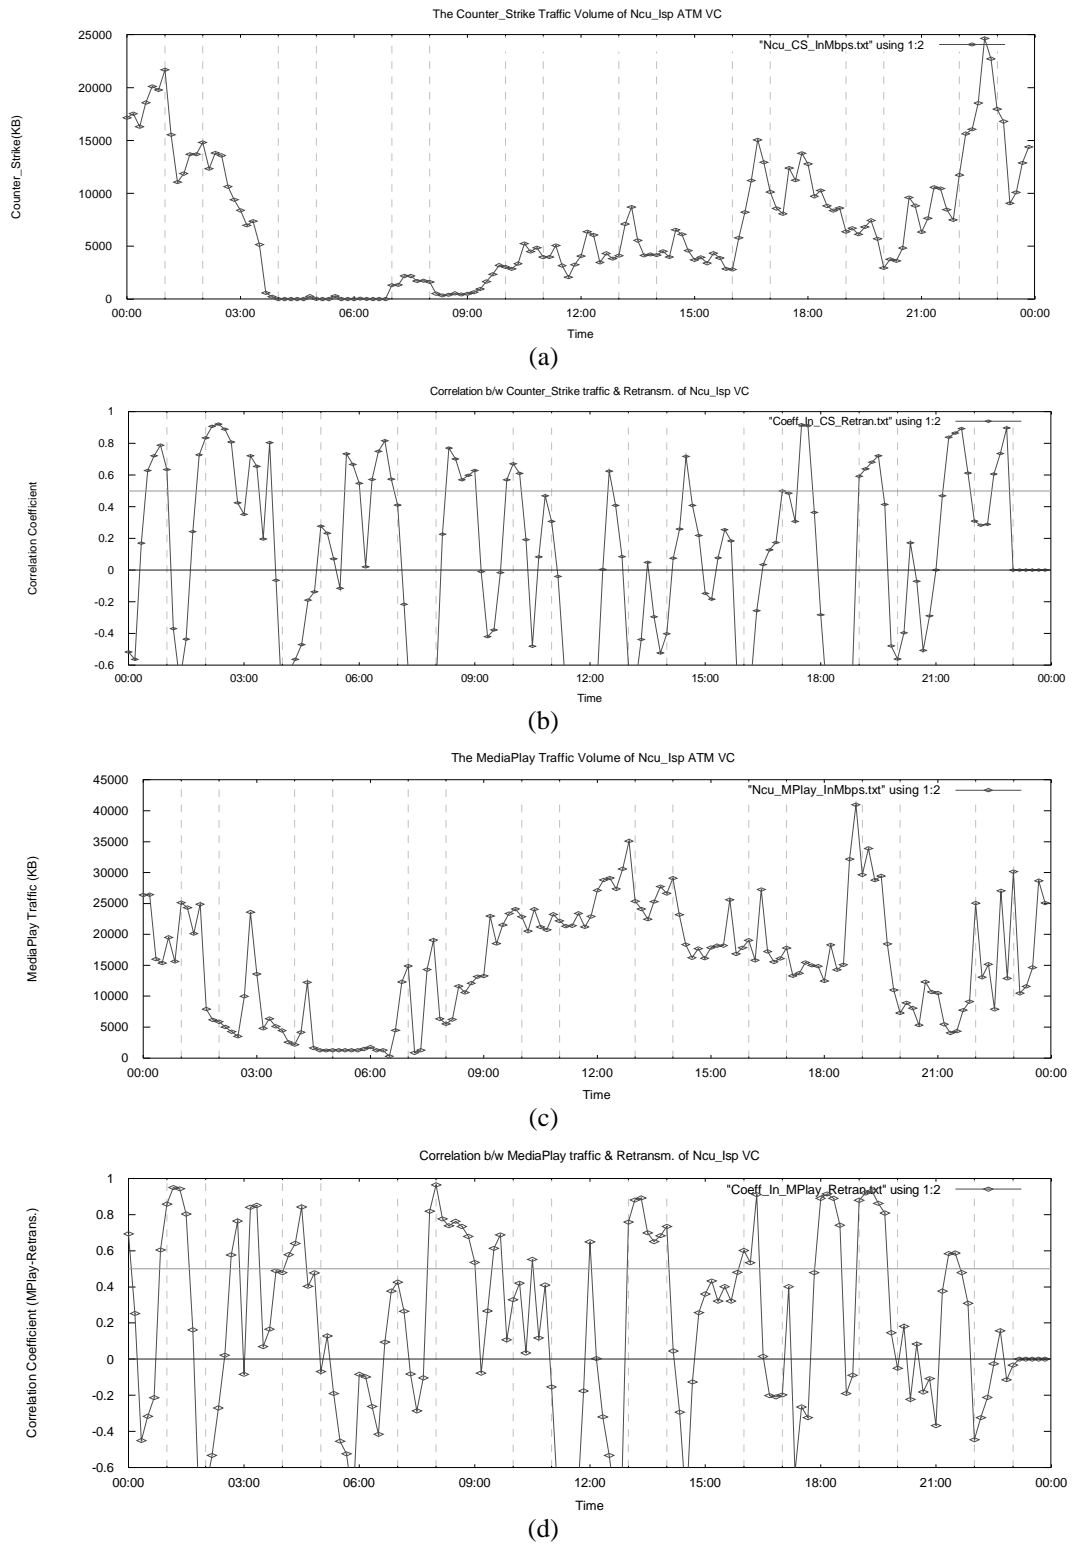 The Counter_Strike Traffic Volume of Ncu_Isp ATM VC
25000
"Ncu_CS_InMbps.txt" using 1:2
20000
15000
10000
5000
0
Counter_Strike(KB)
00:00 03:00 06:00 09:00 12:00 15:00 18:00 21:00 00:00
Time
(a)
Correlation b/w Counter_Strike traffic & Retransm. of Ncu_Isp VC
1
"Coeff_In_CS_Retran.txt" using 1:2
0.8
0.6
0.4
0.2
0
-0.2
-0.4
-0.6
Correlation Coefficient
00:00 03:00 06:00 09:00 12:00 15:00 18:00 21:00 00:00
Time
(b)
The MediaPlay Traffic Volume of Ncu_Isp ATM VC
45000
"Ncu_MPlay_InMbps.txt" using 1:2
40000
35000
30000
25000
20000
15000
10000
5000
0
MediaPlay Traffic (KB)
00:00 03:00 06:00 09:00 12:00 15:00 18:00 21:00 00:00
Time
(c)
Correlation b/w MediaPlay traffic & Retransm. of Ncu_Isp VC
1
"Coeff_In_MPlay_Retran.txt" using 1:2
0.8
0.6
0.4
0.2
0
-0.2
-0.4
-0.6
Correlation Coefficient (MPlay-Retrans.)
00:00 03:00 06:00 09:00 12:00 15:00 18:00 21:00 00:00
Time
(d)